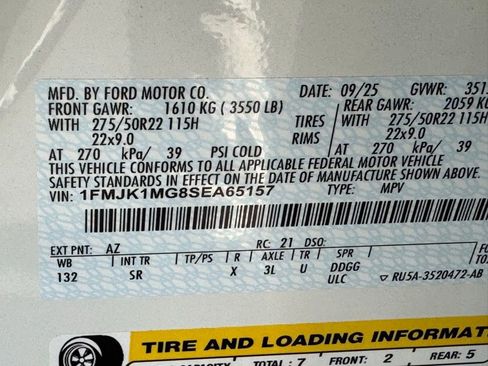 MFD. BY FORD MOTOR CO. DATE: 09/25 GVWR: 351
FRONT GAWR: 1610 KG ( 3550 LB) REAR GAWR: 2059 KG
WITH 275/50R22 115H TIRES WITH 275/50R22 115H
22x9.0 RIMS 22x9.0
AT 270 kPa/ 39 PSI COLD AT 270 kPa/ 39
THIS VEHICLE CONFORMS TO ALL APPLICABLE FEDERAL MOTOR VEHICLE
SAFETY STANDARDS IN EFFECT ON THE DATE OF MANUFACTURE SHOWN
VIN: 1FMJK1MG8SEA65157 TYPE: MPV
EXT PNT: AZ RC: 21 DSO:
WB INT TR TP/PS R AXLE TR SPR
132 SR X 3L U DDGG
ULC ▽ RU5A-3520472-AB
TIRE AND LOADING INFORMAT
CAPACITY TOTAL : 7 FRONT: 2 REAR: 5